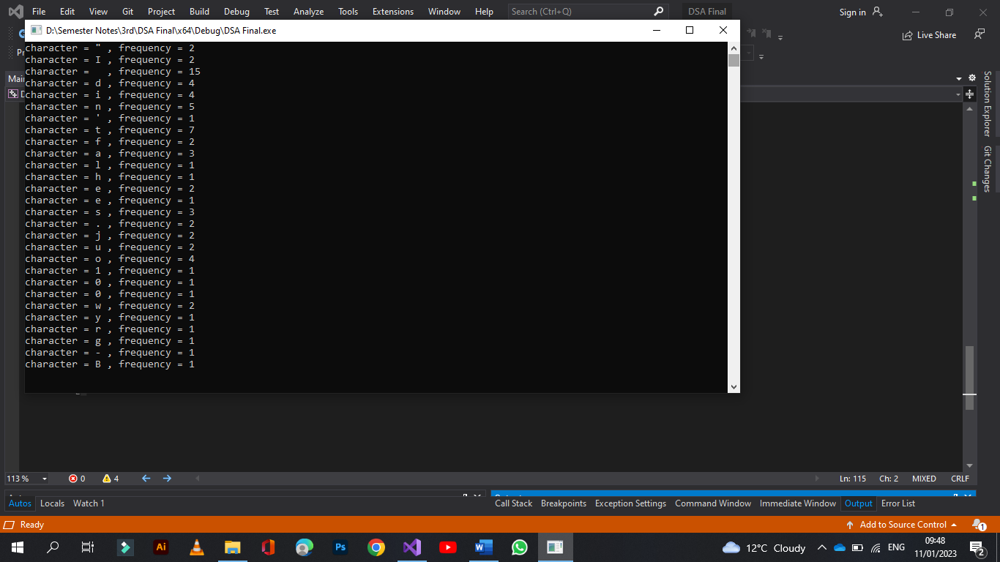 File Edit View Git Project Build Debug Test Analyze Tools Extensions Window Help Search (Ctrl+Q) DSA Final Sign in
D:\Semester Notes\3rd\DSA Final\x64\Debug\DSA Final.exe
Live Share
character = " , frequency = 2
character = I , frequency = 2
character =   , frequency = 15
character = d , frequency = 4
character = i , frequency = 4
character = n , frequency = 5
character = ' , frequency = 1
character = t , frequency = 7
character = f , frequency = 2
character = a , frequency = 3
character = l , frequency = 1
character = h , frequency = 1
character = e , frequency = 2
character = e , frequency = 1
character = s , frequency = 3
character = . , frequency = 2
character = j , frequency = 2
character = u , frequency = 2
character = o , frequency = 4
character = 1 , frequency = 1
character = 0 , frequency = 1
character = 0 , frequency = 1
character = w , frequency = 2
character = y , frequency = 1
character = r , frequency = 1
character = g , frequency = 1
character = - , frequency = 1
character = B , frequency = 1
Solution Explorer
Git Changes
113 % 0 4 Ln: 115 Ch: 2 MIXED CRLF
Autos Locals Watch 1 Call Stack Breakpoints Exception Settings Command Window Immediate Window Output Error List
Ready Add to Source Control 1
Ai Ps 12°C Cloudy ENG 09:48
11/01/2023 2